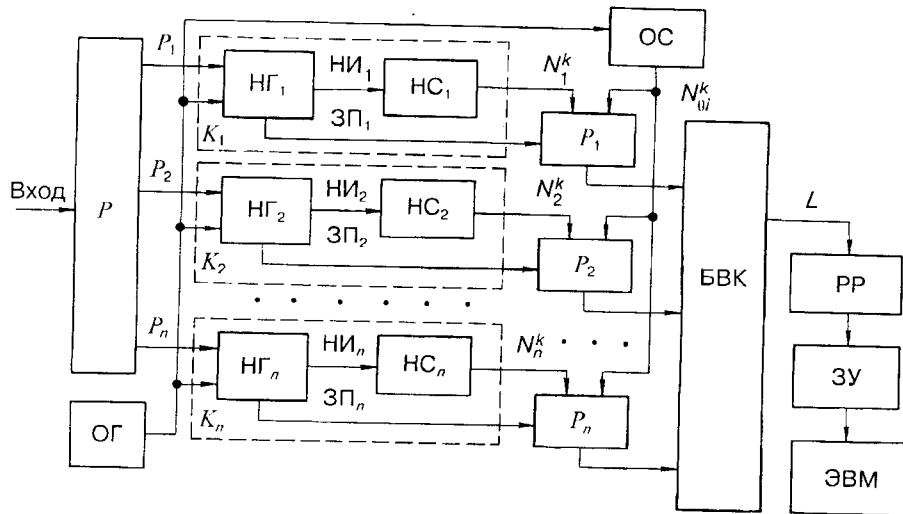 ОС
P₁
НГ₁
НИ₁
НС₁
ЗП₁
K₁
N₁ᵏ
N₀ᵢᵏ
P₁
Вход
P
P₂
НГ₂
НИ₂
НС₂
ЗП₂
K₂
N₂ᵏ
P₂
БВК
L
РР
ЗУ
ЭВМ
Pₙ
НГₙ
НИₙ
НСₙ
ЗПₙ
Kₙ
Nₙᵏ
Pₙ
ОГ